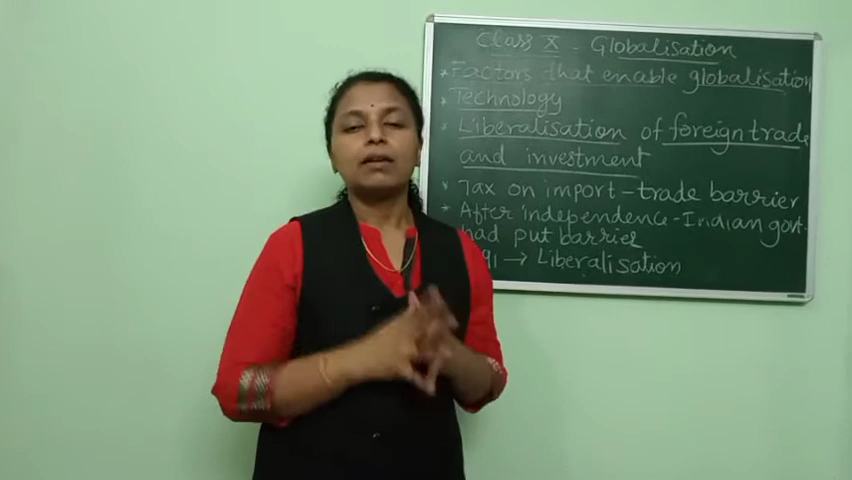 Class X - Globalisation
* Factors that enable globalisation
* Technology
* Liberalisation of foreign trade
and investment
* Tax on import - trade barrier
* After independence - Indian govt.
had put barrier
91 → Liberalisation